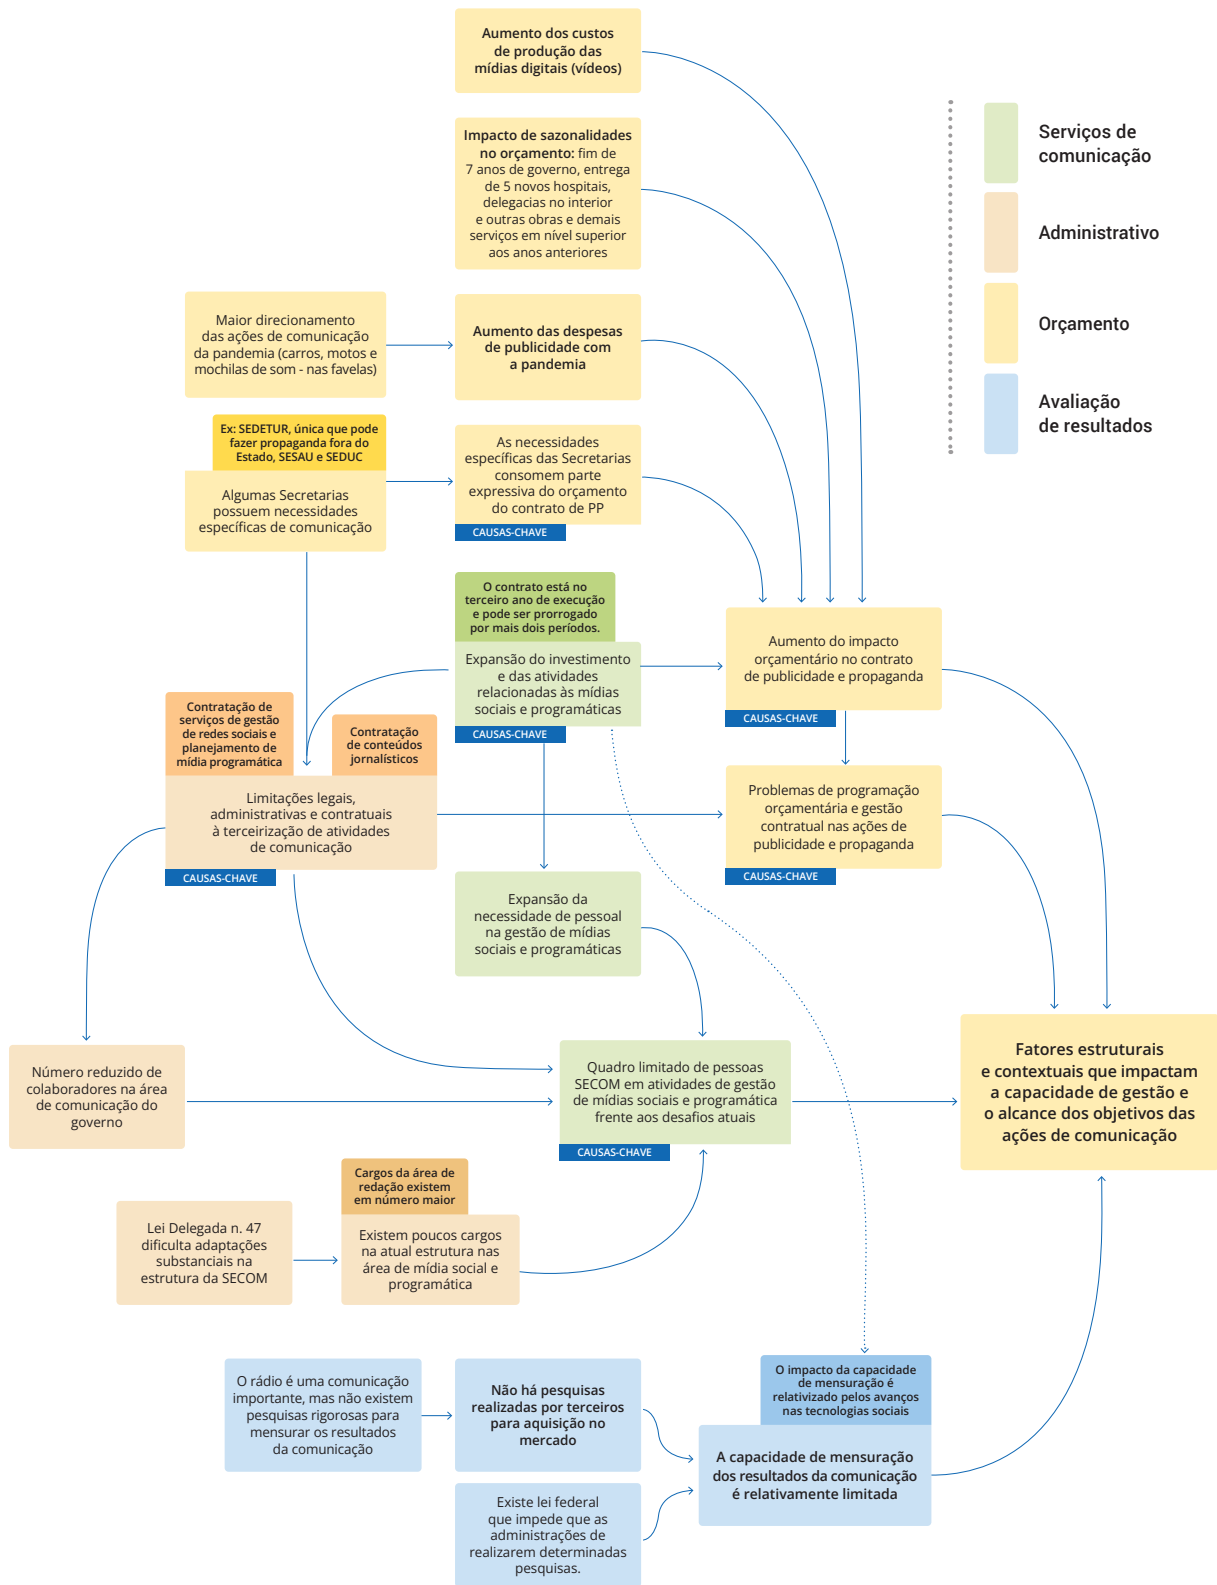 Aumento dos custos
de produção das
mídias digitais (vídeos)
Impacto de sazonalidades
no orçamento: fim de
7 anos de governo, entrega
de 5 novos hospitais,
delegacias no interior
e outras obras e demais
serviços em nível superior
aos anos anteriores
Serviços de
comunicação
Administrativo
Orçamento
Avaliação
de resultados
Maior direcionamento
das ações de comunicação
da pandemia (carros, motos e
mochilas de som - nas favelas)
Aumento das despesas
de publicidade com
a pandemia
Ex: SEDETUR, única que pode
fazer propaganda fora do
Estado, SESAU e SEDUC
Algumas Secretarias
possuem necessidades
específicas de comunicação
As necessidades
específicas das Secretarias
consomem parte
expressiva do orçamento
do contrato de PP
CAUSAS-CHAVE
O contrato está no
terceiro ano de execução
e pode ser prorrogado
por mais dois períodos.
Expansão do investimento
e das atividades
relacionadas às mídias
sociais e programáticas
CAUSAS-CHAVE
Aumento do impacto
orçamentário no contrato
de publicidade e propaganda
CAUSAS-CHAVE
Contratação de
serviços de gestão
de redes sociais e
planejamento de
mídia programática
Contratação
de conteúdos
jornalísticos
Limitações legais,
administrativas e contratuais
à terceirização de atividades
de comunicação
CAUSAS-CHAVE
Problemas de programação
orçamentária e gestão
contratual nas ações de
publicidade e propaganda
CAUSAS-CHAVE
Expansão da
necessidade de pessoal
na gestão de mídias
sociais e programáticas
Número reduzido de
colaboradores na área
de comunicação do
governo
Quadro limitado de pessoas
SECOM em atividades de gestão
de mídias sociais e programática
frente aos desafios atuais
CAUSAS-CHAVE
Fatores estruturais
e contextuais que impactam
a capacidade de gestão e
o alcance dos objetivos das
ações de comunicação
Lei Delegada n. 47
dificulta adaptações
substanciais na
estrutura da SECOM
Cargos da área de
redação existem
em número maior
Existem poucos cargos
na atual estrutura nas
área de mídia social e
programática
O rádio é uma comunicação
importante, mas não existem
pesquisas rigorosas para
mensurar os resultados
da comunicação
Não há pesquisas
realizadas por terceiros
para aquisição no
mercado
Existe lei federal
que impede que as
administrações de
realizarem determinadas
pesquisas.
O impacto da capacidade
de mensuração é
relativizado pelos avanços
nas tecnologias sociais
A capacidade de mensuração
dos resultados da comunicação
é relativamente limitada